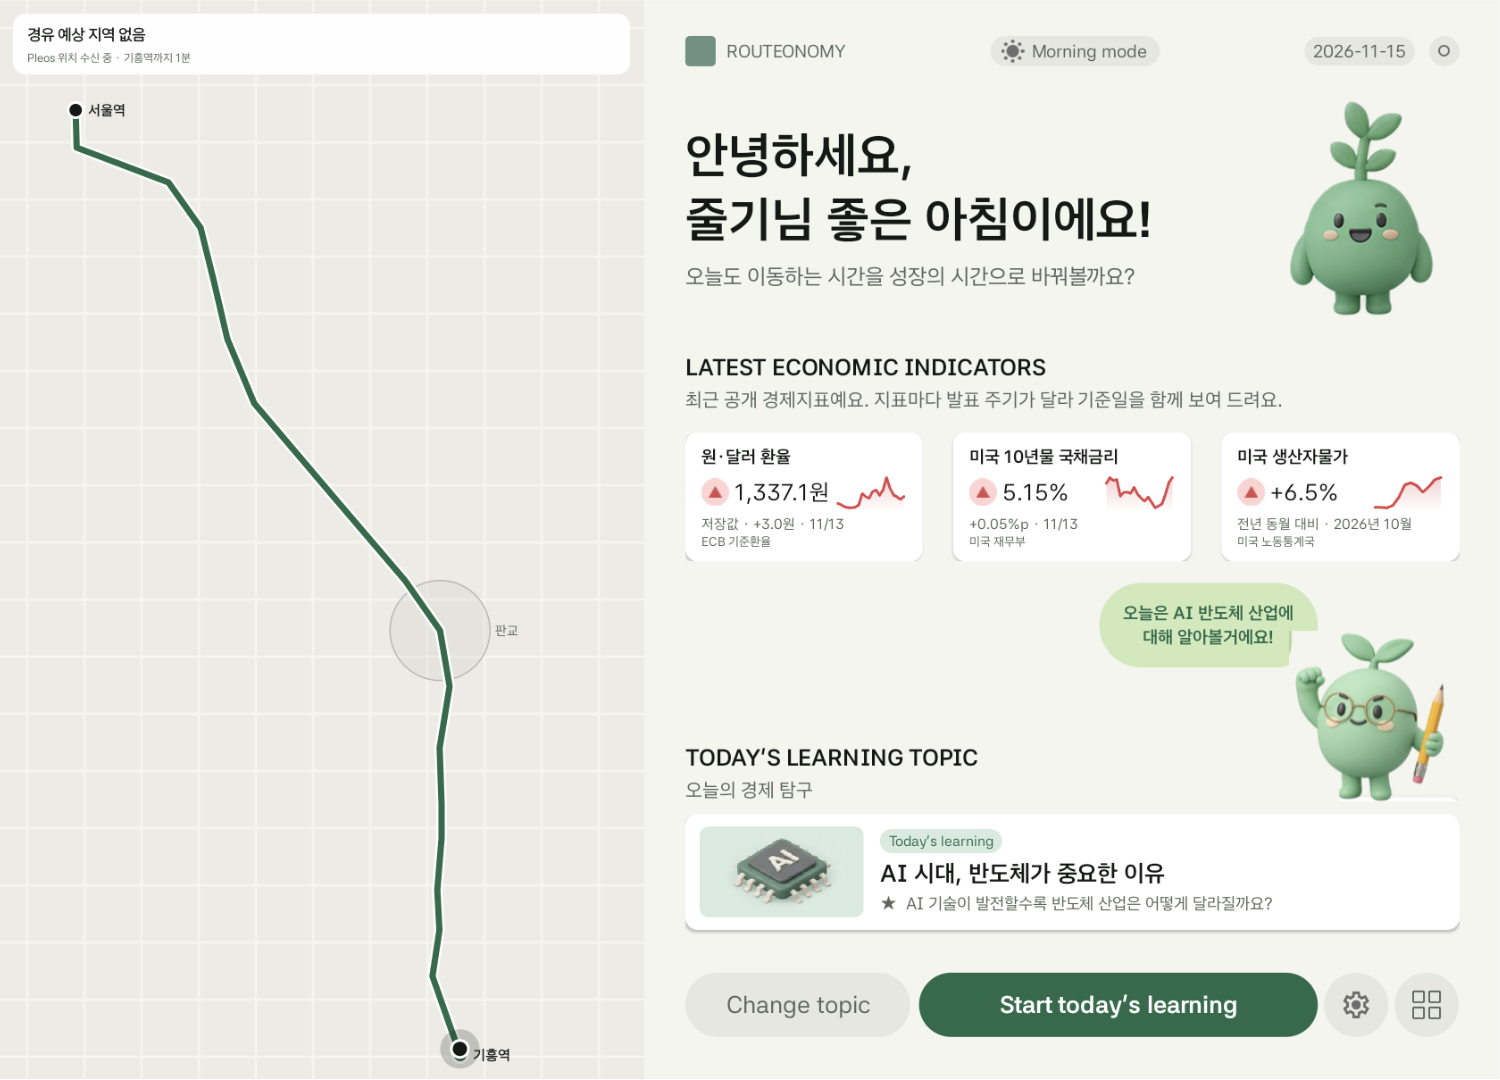 경유 예상 지역 없음
Pleos 위치 수신 중 · 기흥역까지 1분
서울역
판교
기흥역
ROUTEONOMY
Morning mode
2026-11-15
안녕하세요,
줄기님 좋은 아침이에요!
오늘도 이동하는 시간을 성장의 시간으로 바꿔볼까요?
LATEST ECONOMIC INDICATORS
최근 공개 경제지표예요. 지표마다 발표 주기가 달라 기준일을 함께 보여 드려요.
원·달러 환율
▲ 1,337.1원
저장값 · +3.0원 · 11/13
ECB 기준환율
미국 10년물 국채금리
▲ 5.15%
+0.05%p · 11/13
미국 재무부
미국 생산자물가
▲ +6.5%
전년 동월 대비 · 2026년 10월
미국 노동통계국
오늘은 AI 반도체 산업에
대해 알아볼거에요!
TODAY'S LEARNING TOPIC
오늘의 경제 탐구
AI
Today's learning
AI 시대, 반도체가 중요한 이유
★ AI 기술이 발전할수록 반도체 산업은 어떻게 달라질까요?
Change topic
Start today's learning